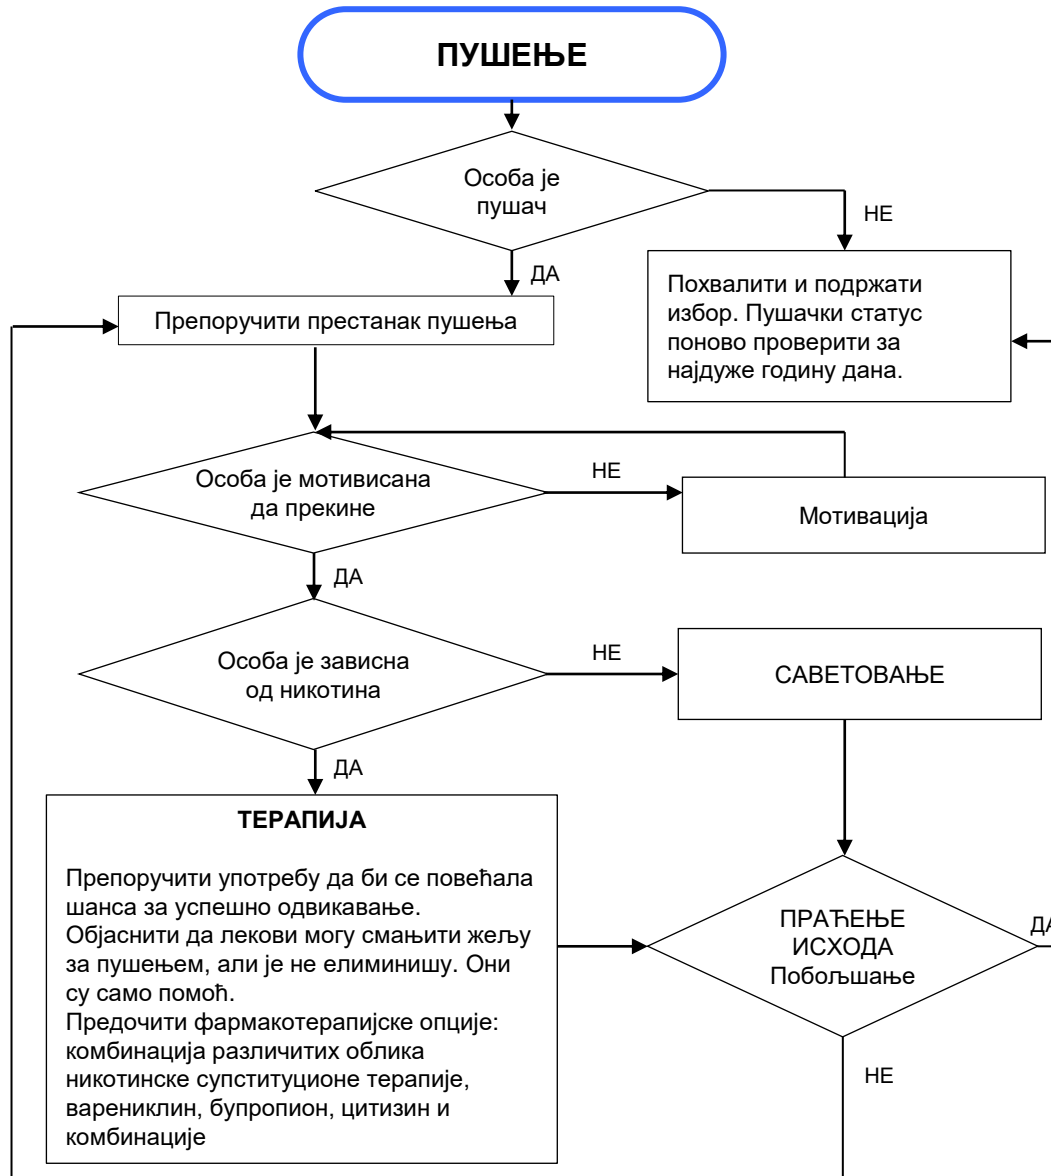 ПУШЕЊЕ
Особа је
пушач
НЕ
ДА
Похвалити и подржати
избор. Пушачки статус
поново проверити за
најдуже годину дана.
Препоручити престанак пушења
Особа је мотивисана
да прекине
НЕ
Мотивација
ДА
Особа је зависна
од никотина
НЕ
САВЕТОВАЊЕ
ДА
ТЕРАПИЈА
Препоручити употребу да би се повећала
шанса за успешно одвикавање.
Објаснити да лекови могу смањити жељу
за пушењем, али је не елиминишу. Они
су само помоћ.
Предочити фармакотерапијске опције:
комбинација различитих облика
никотинске супституционе терапије,
варениклин, бупропион, цитизин и
комбинације
ПРАЋЕЊЕ
ИСХОДА
Побољшање
ДА
НЕ